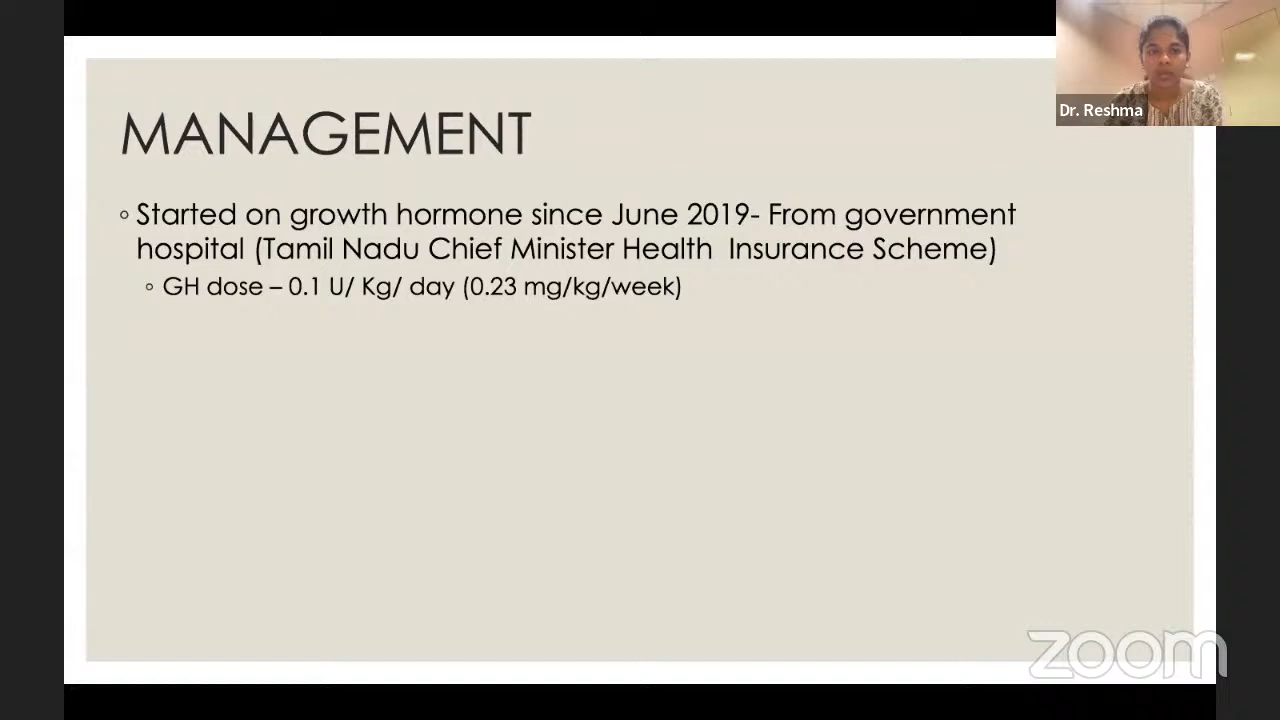 Dr. Reshma
MANAGEMENT
◦ Started on growth hormone since June 2019- From government
hospital (Tamil Nadu Chief Minister Health  Insurance Scheme)
◦ GH dose – 0.1 U/ Kg/ day (0.23 mg/kg/week)
zoom